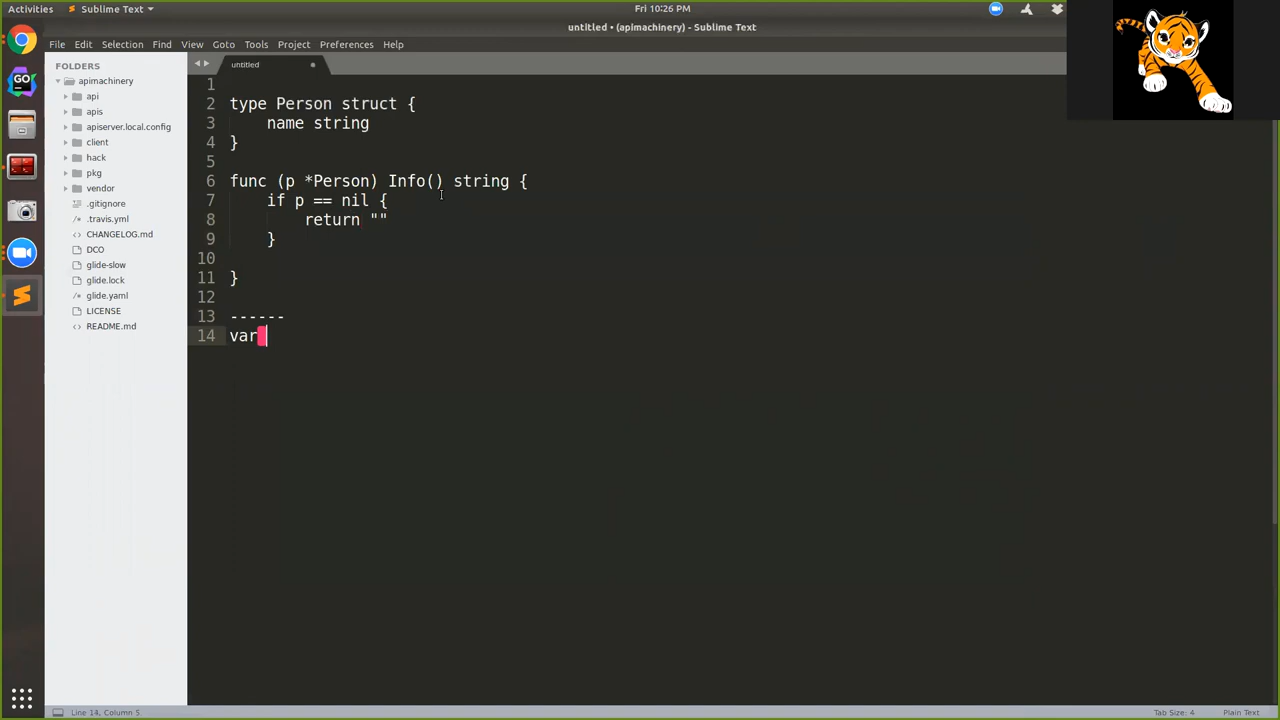 Activities
Sublime Text
Fri 10:26 PM
untitled • (apimachinery) - Sublime Text
File Edit Selection Find View Goto Tools Project Preferences Help
FOLDERS
apimachinery
api
apis
apiserver.local.config
client
hack
pkg
vendor
.gitignore
.travis.yml
CHANGELOG.md
DCO
glide-slow
glide.lock
glide.yaml
LICENSE
README.md
untitled
1
2 type Person struct {
3 name string
4 }
5
6 func (p *Person) Info() string {
7 if p == nil {
8 return ""
9 }
10
11 }
12
13 ------
14 var
GO
Line 14, Column 5
Tab Size: 4
Plain Text